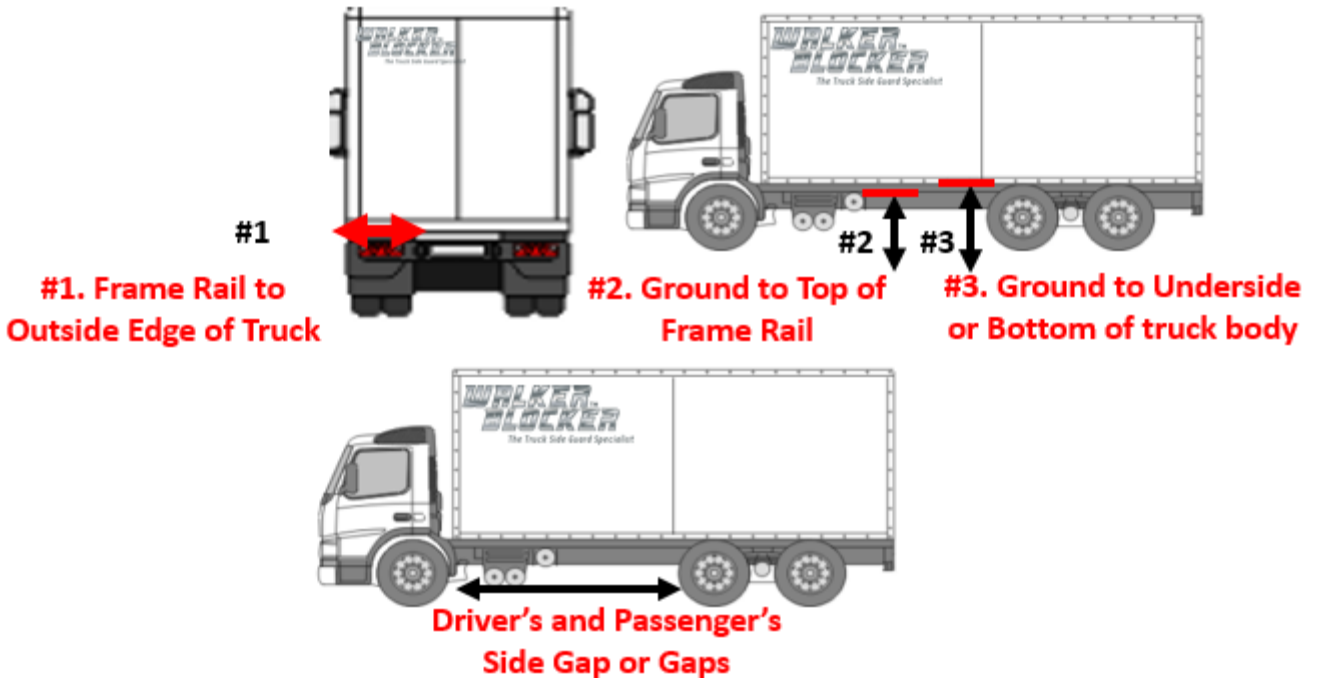 WALKER
BLOCKER
The Truck Side Guard Specialist
WALKER™
BLOCKER
The Truck Side Guard Specialist
#1
#2
#3
#1. Frame Rail to
Outside Edge of Truck
#2. Ground to Top of
Frame Rail
#3. Ground to Underside
or Bottom of truck body
WALKER™
BLOCKER
The Truck Side Guard Specialist
Driver's and Passenger's
Side Gap or Gaps